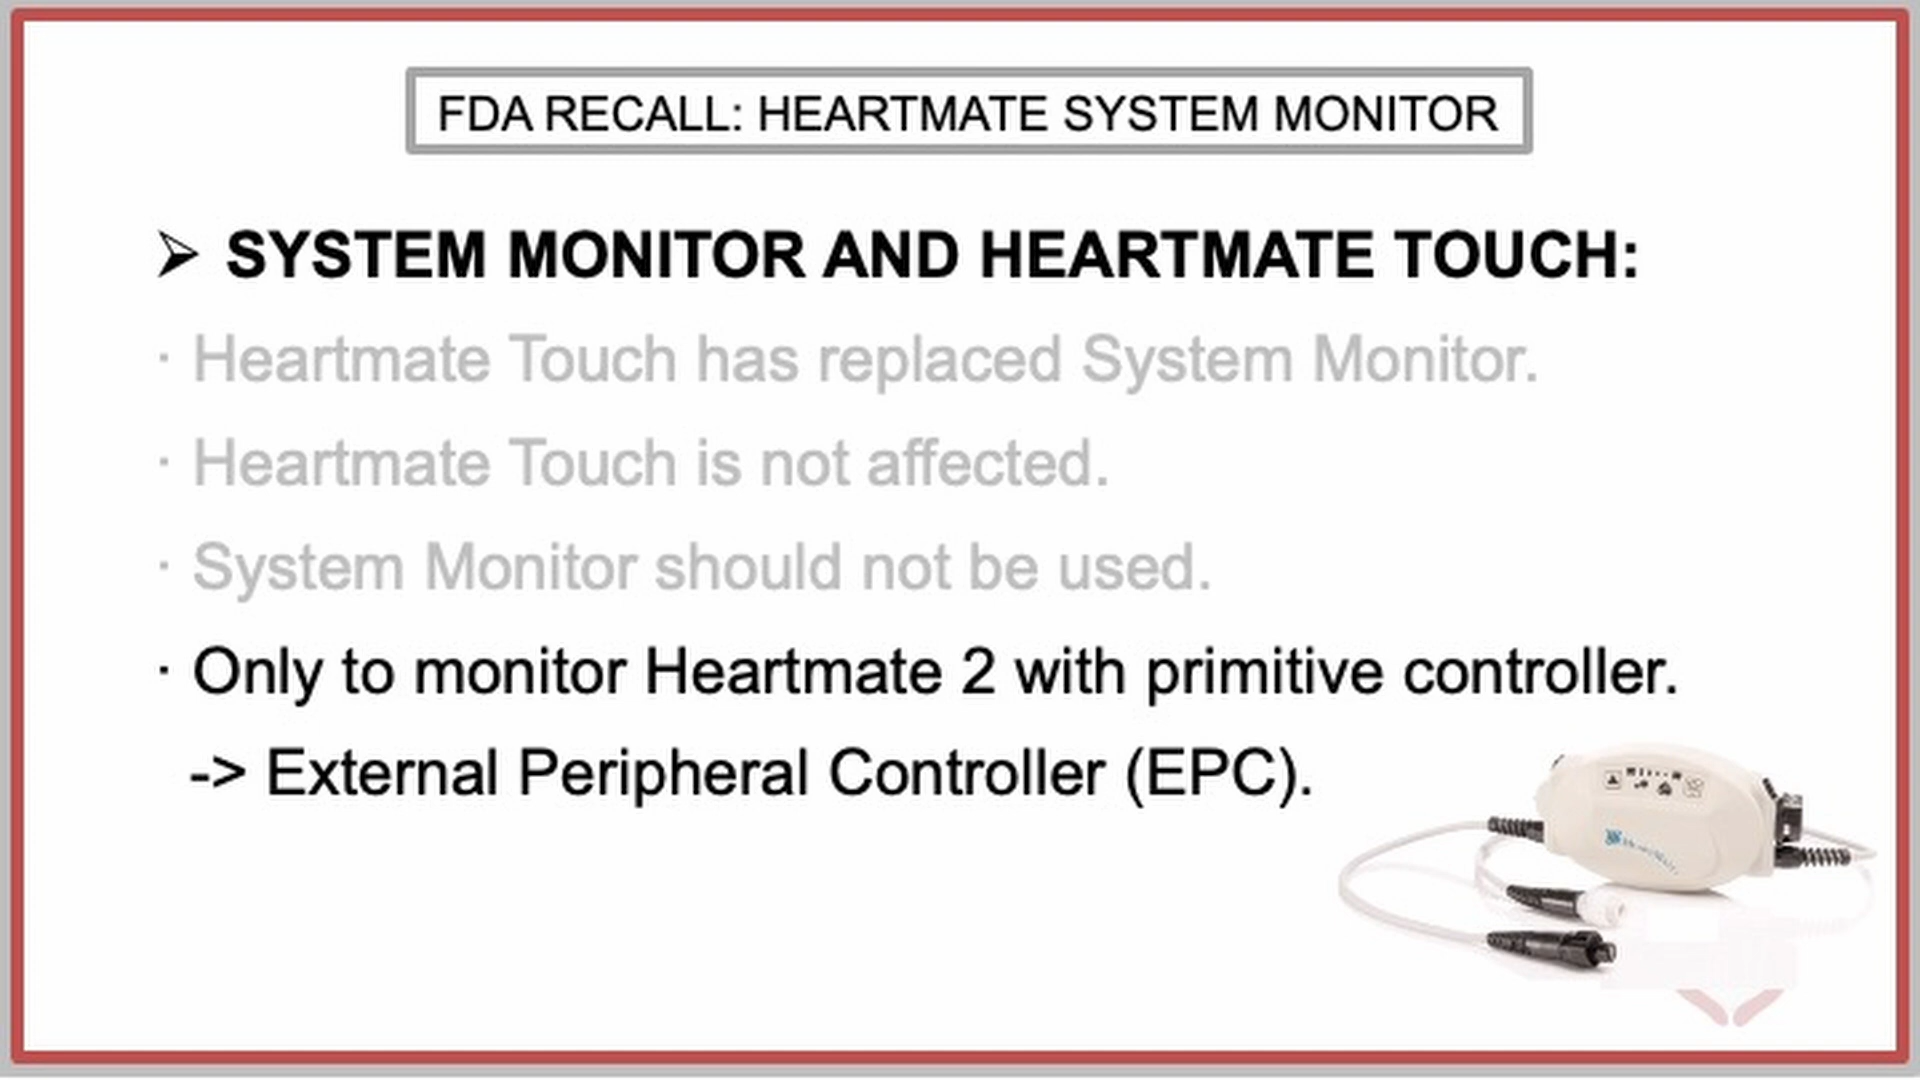 FDA RECALL: HEARTMATE SYSTEM MONITOR
➢ SYSTEM MONITOR AND HEARTMATE TOUCH:
· Heartmate Touch has replaced System Monitor.
· Heartmate Touch is not affected.
· System Monitor should not be used.
· Only to monitor Heartmate 2 with primitive controller.
-> External Peripheral Controller (EPC).